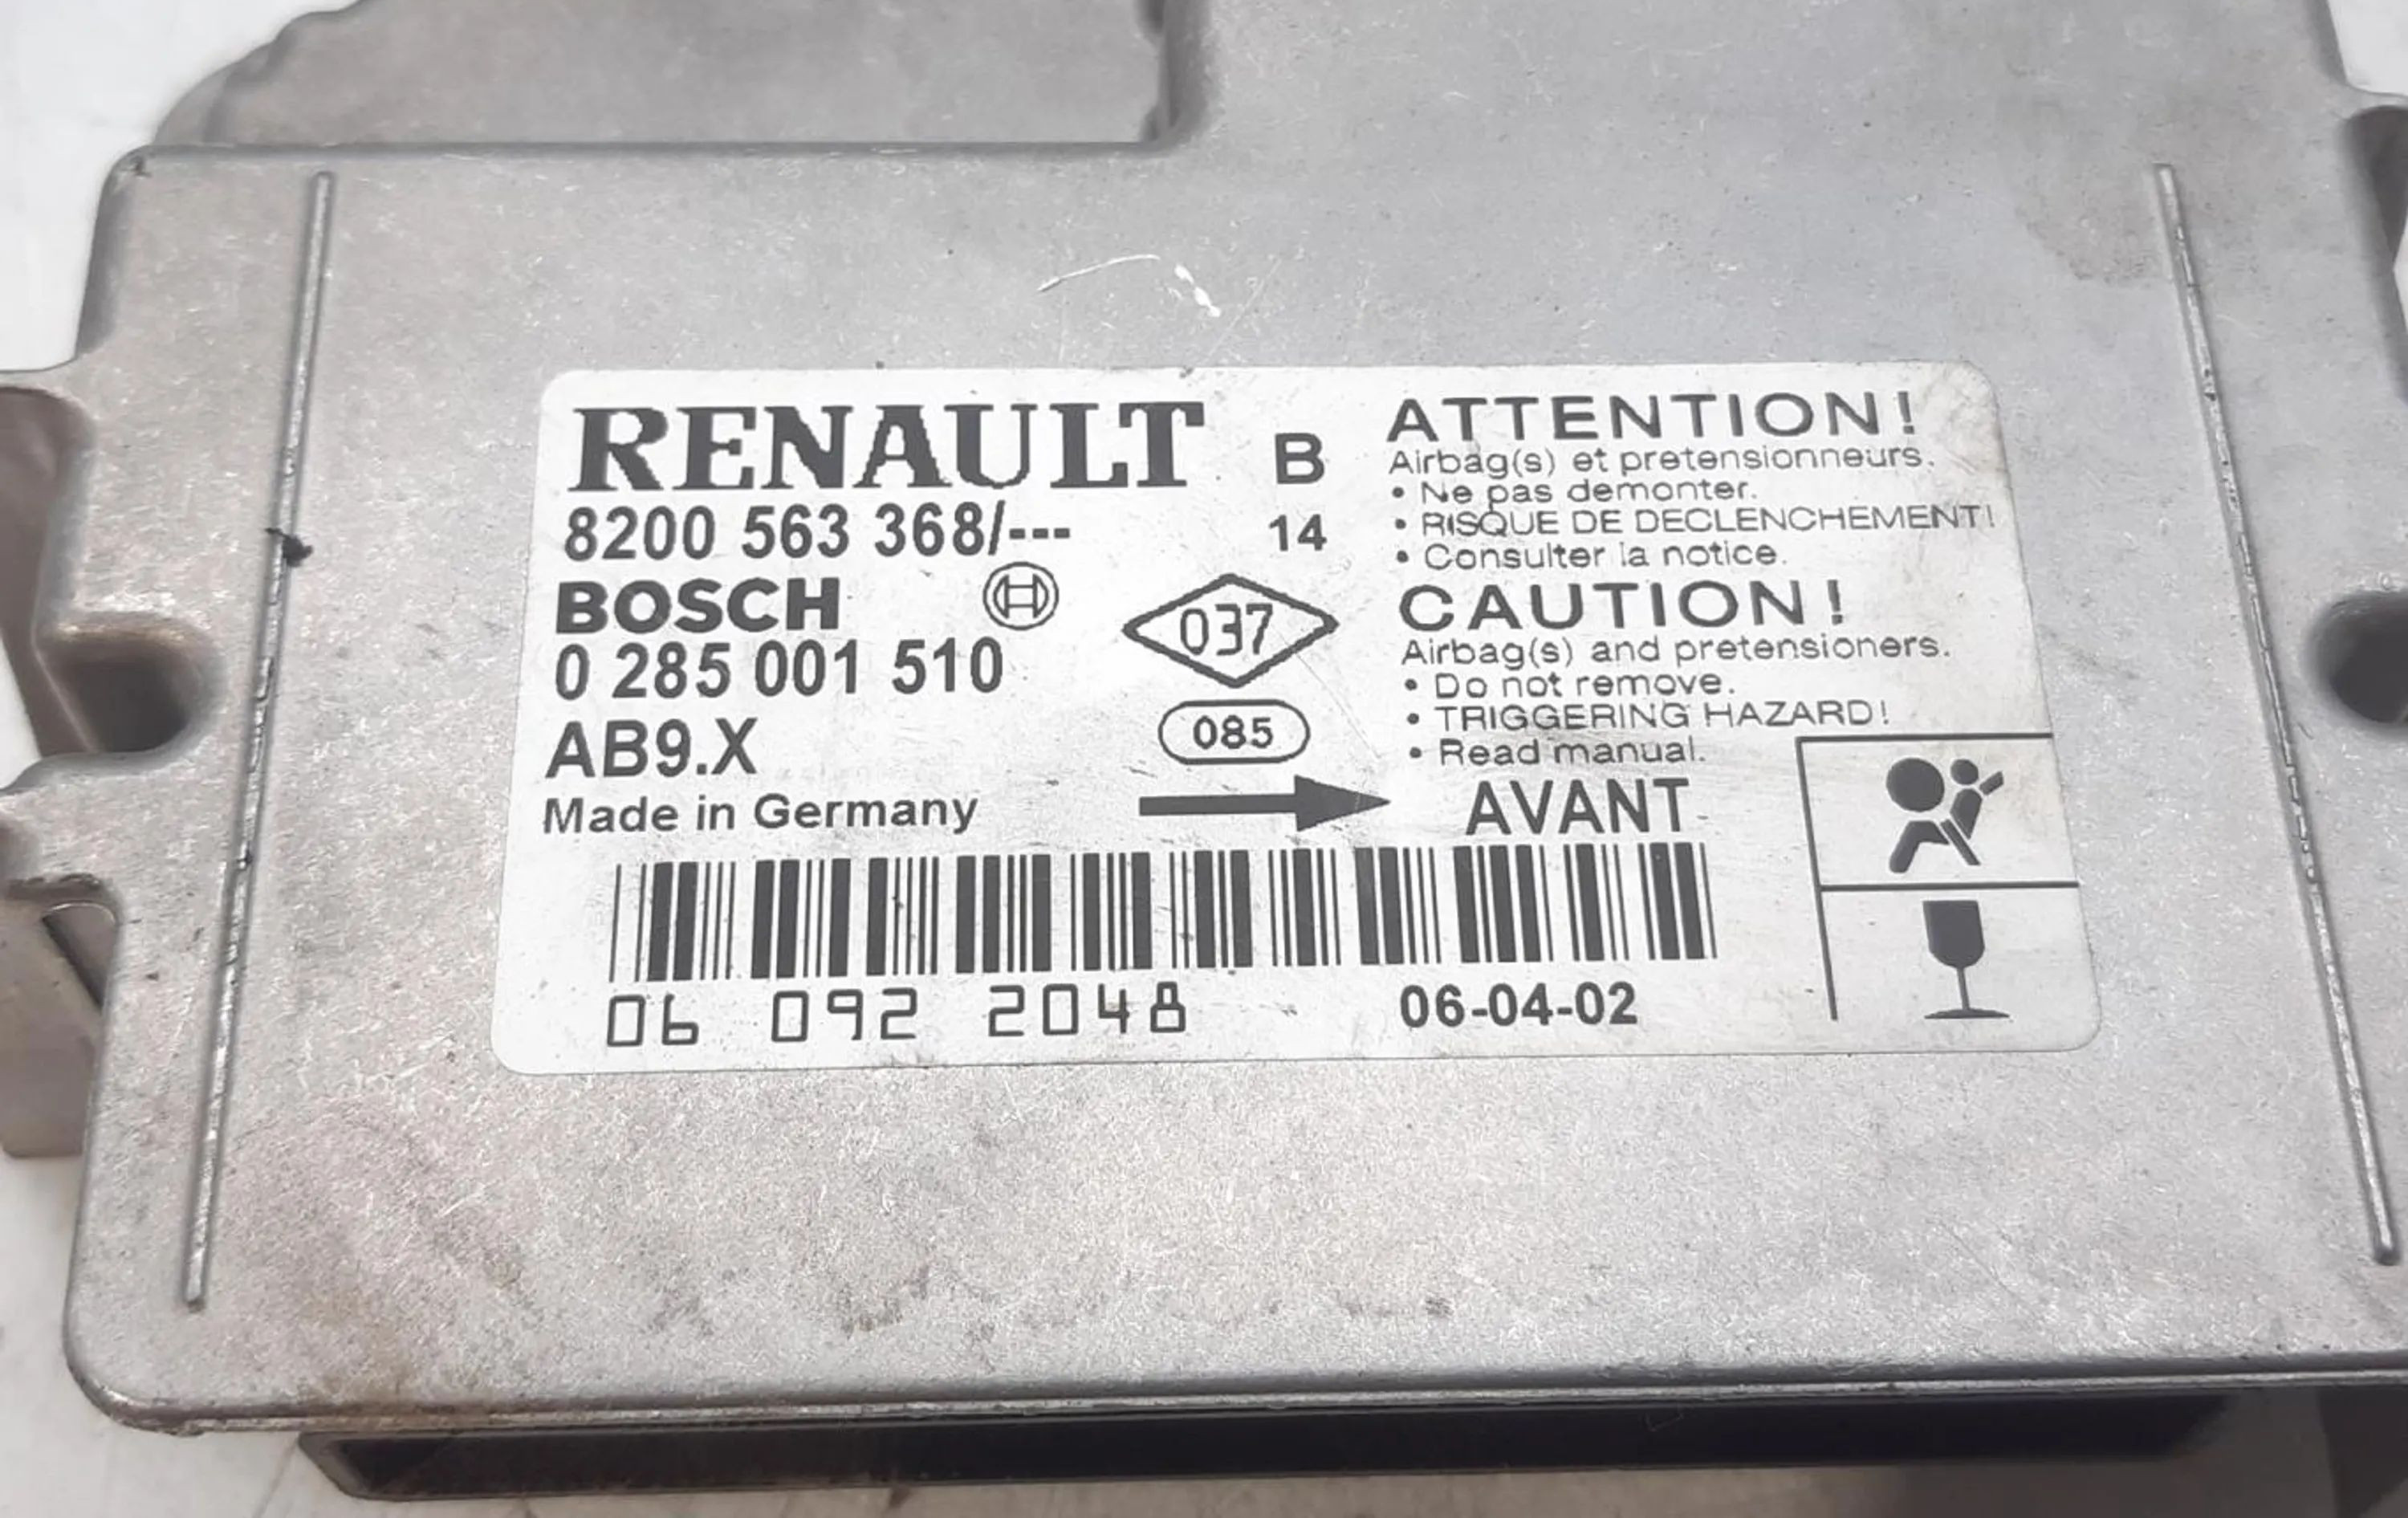 RENAULT B
8200 563 368/--- 14
BOSCH
0 285 001 510
037
AB9.X
085
Made in Germany
ATTENTION!
Airbag(s) et pretensionneurs.
• Ne pas demonter.
• RISQUE DE DECLENCHEMENT!
• Consulter la notice.
CAUTION!
Airbag(s) and pretensioners.
• Do not remove.
• TRIGGERING HAZARD!
• Read manual.
AVANT
06 092 2048 06-04-02